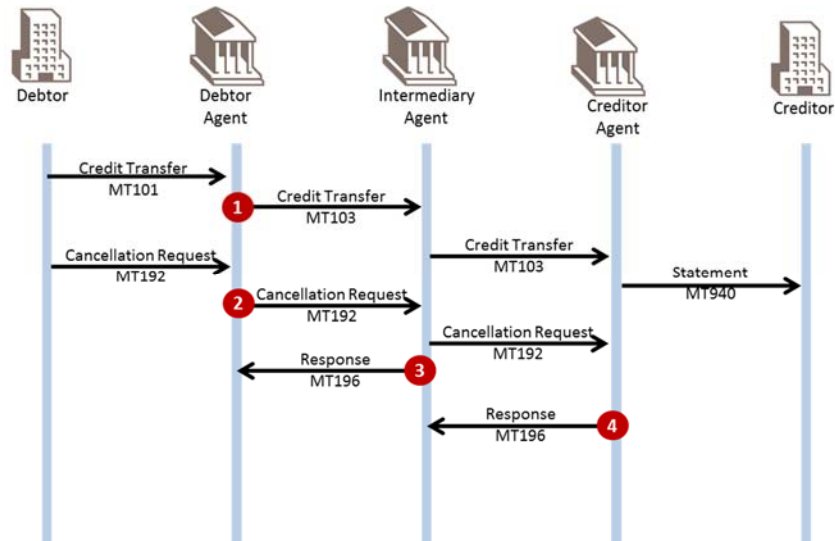 Debtor
Debtor
Agent
Intermediary
Agent
Creditor
Agent
Creditor
Credit Transfer
MT101
1
Credit Transfer
MT103
Credit Transfer
MT103
Cancellation Request
MT192
Statement
MT940
2
Cancellation Request
MT192
Cancellation Request
MT192
Response
MT196
3
Response
MT196
4